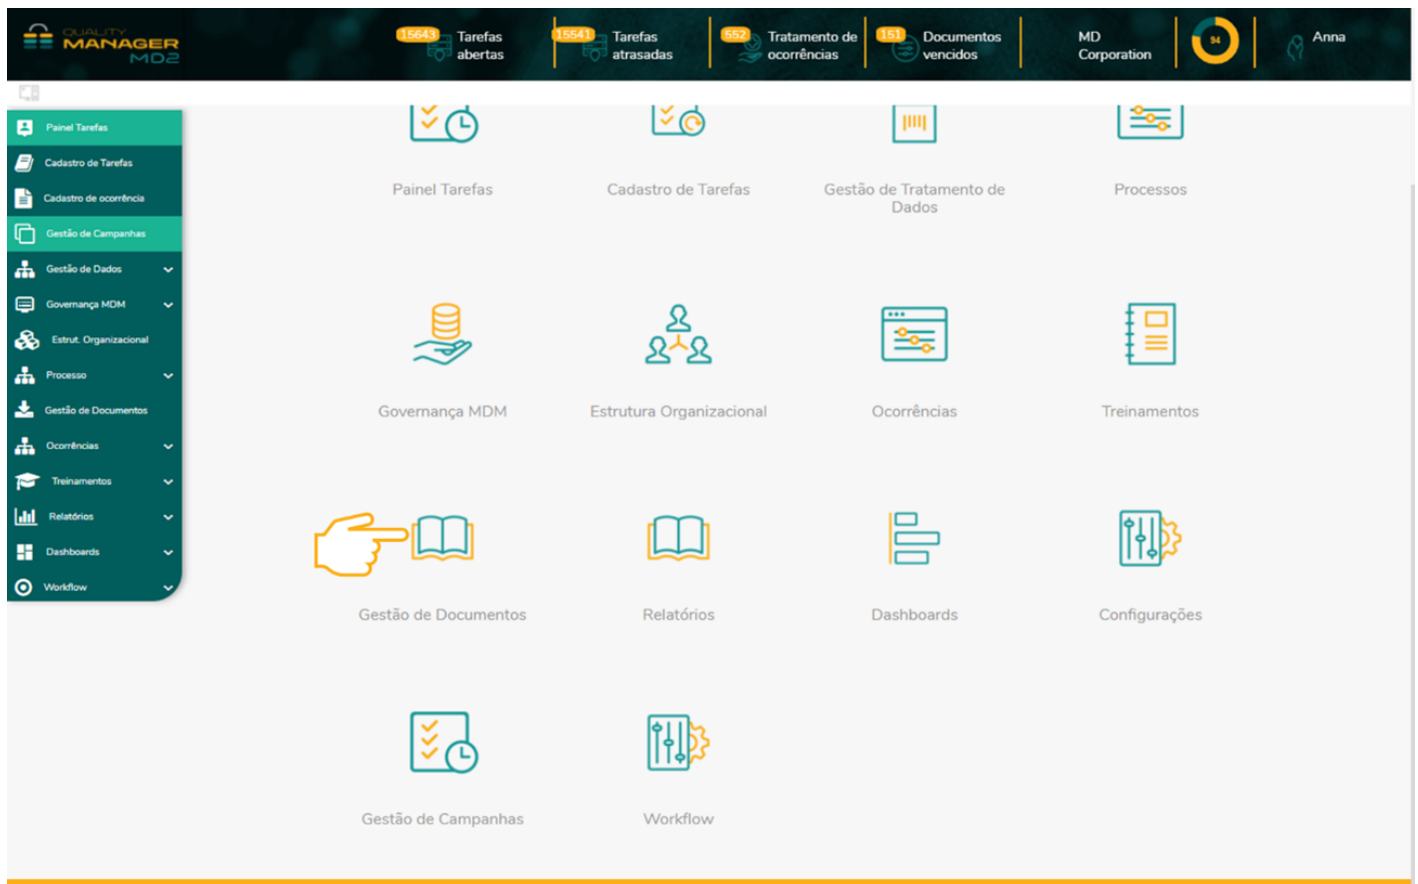 QUALITY
MANAGER
MD2
15643
Tarefas
abertas
15541
Tarefas
atrasadas
552
Tratamento de
ocorrências
151
Documentos
vencidos
MD
Corporation
94
Anna
Painel Tarefas
Cadastro de Tarefas
Cadastro de ocorrência
Gestão de Campanhas
Gestão de Dados
Governança MDM
Estrut. Organizacional
Processo
Gestão de Documentos
Ocorrências
Treinamentos
Relatórios
Dashboards
Workflow
Painel Tarefas
Cadastro de Tarefas
Gestão de Tratamento de
Dados
Processos
Governança MDM
Estrutura Organizacional
Ocorrências
Treinamentos
Gestão de Documentos
Relatórios
Dashboards
Configurações
Gestão de Campanhas
Workflow